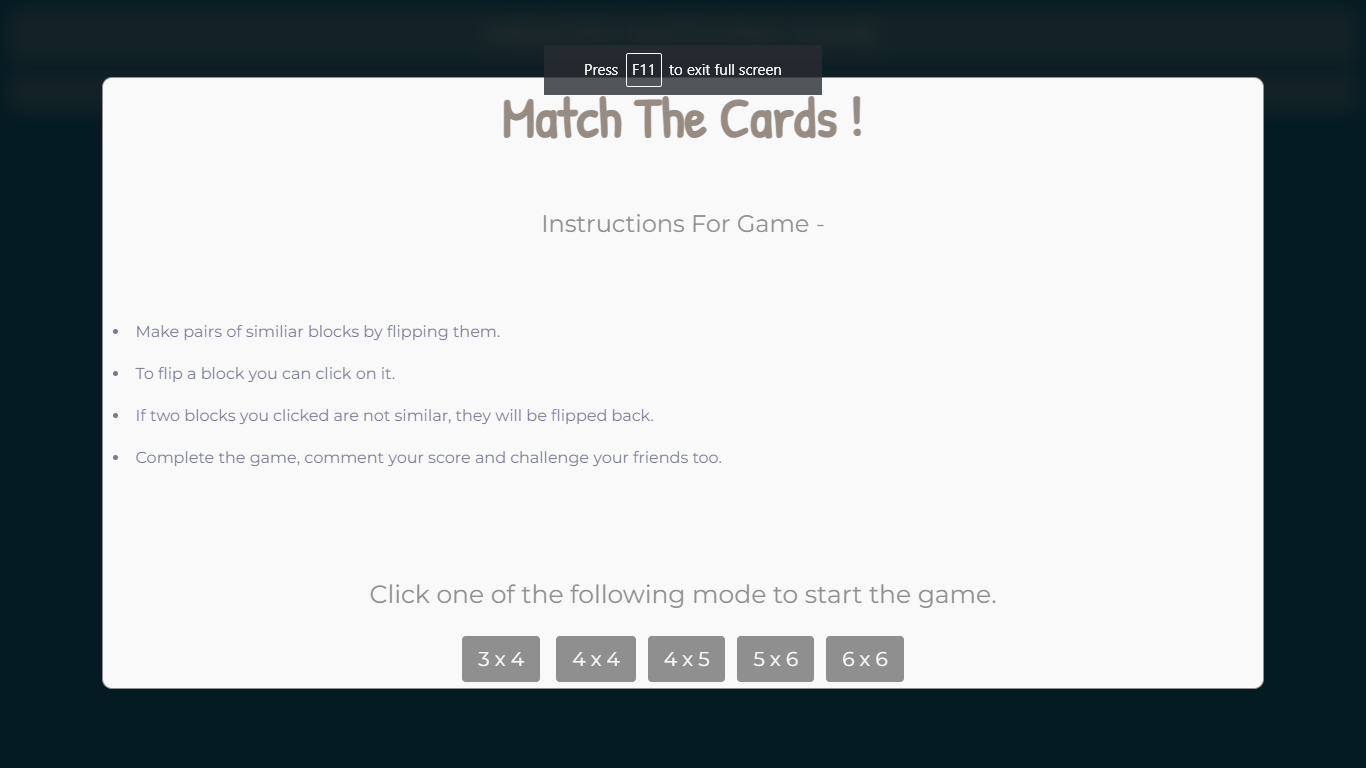 Press F11 to exit full screen
Match The Cards !
Instructions For Game -
Make pairs of similiar blocks by flipping them.
To flip a block you can click on it.
If two blocks you clicked are not similar, they will be flipped back.
Complete the game, comment your score and challenge your friends too.
Click one of the following mode to start the game.
3 x 4 4 x 4 4 x 5 5 x 6 6 x 6